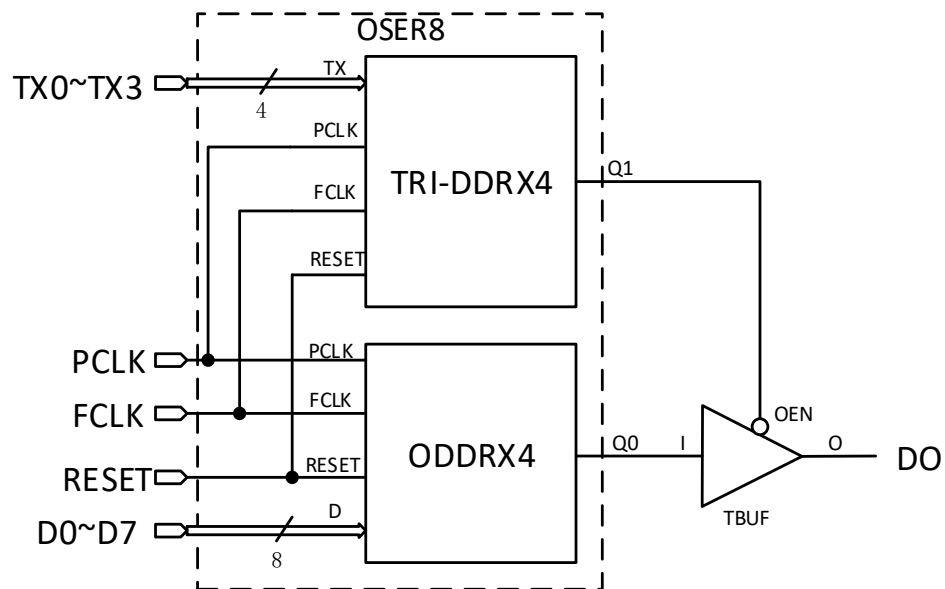 OSER8
TX0~TX3
TX
4
PCLK
FCLK
RESET
TRI-DDRX4
Q1
PCLK
PCLK
FCLK
FCLK
RESET
RESET
D0~D7
D
8
ODDRX4
Q0
I
OEN
O
DO
TBUF